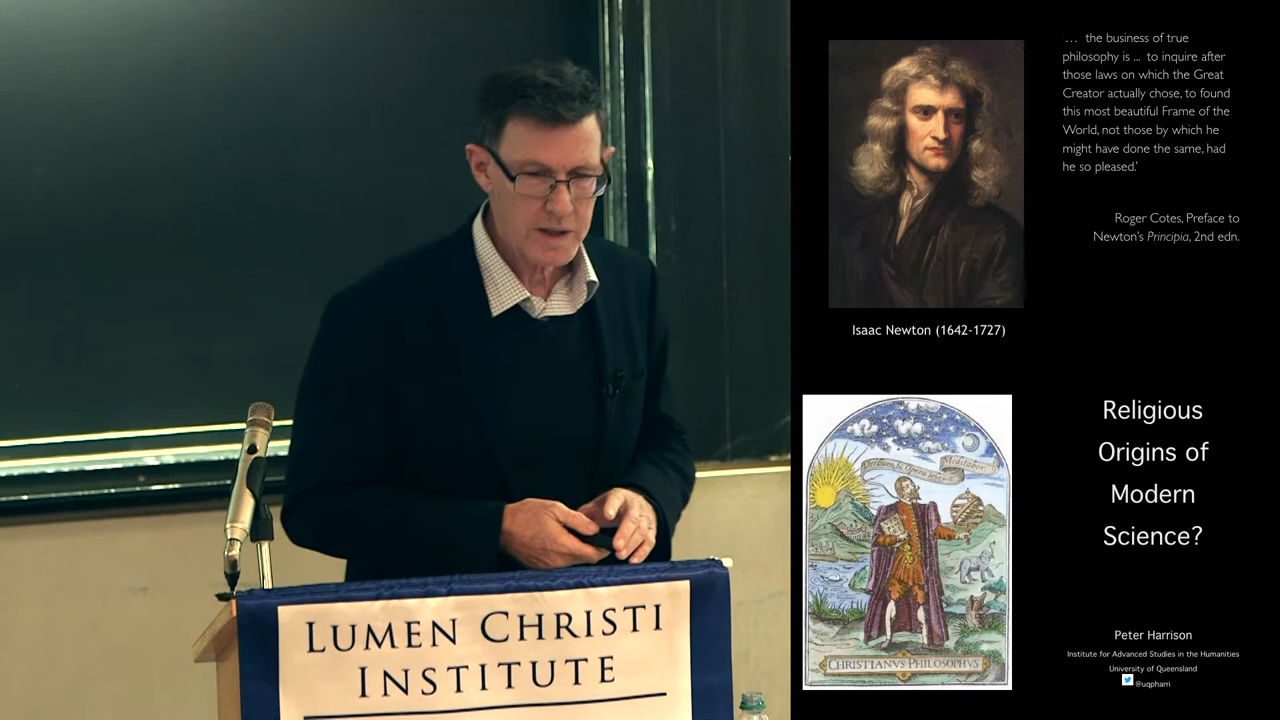 LUMEN CHRISTI
INSTITUTE
'… the business of true
philosophy is ... to inquire after
those laws on which the Great
Creator actually chose, to found
this most beautiful Frame of the
World, not those by which he
might have done the same, had
he so pleased.'
Roger Cotes, Preface to
Newton's Principia, 2nd edn.
Isaac Newton (1642-1727)
Meditabor
CHRISTIANVS PHILOSOPHVS
Religious
Origins of
Modern
Science?
Peter Harrison
Institute for Advanced Studies in the Humanities
University of Queensland
@uqpharri